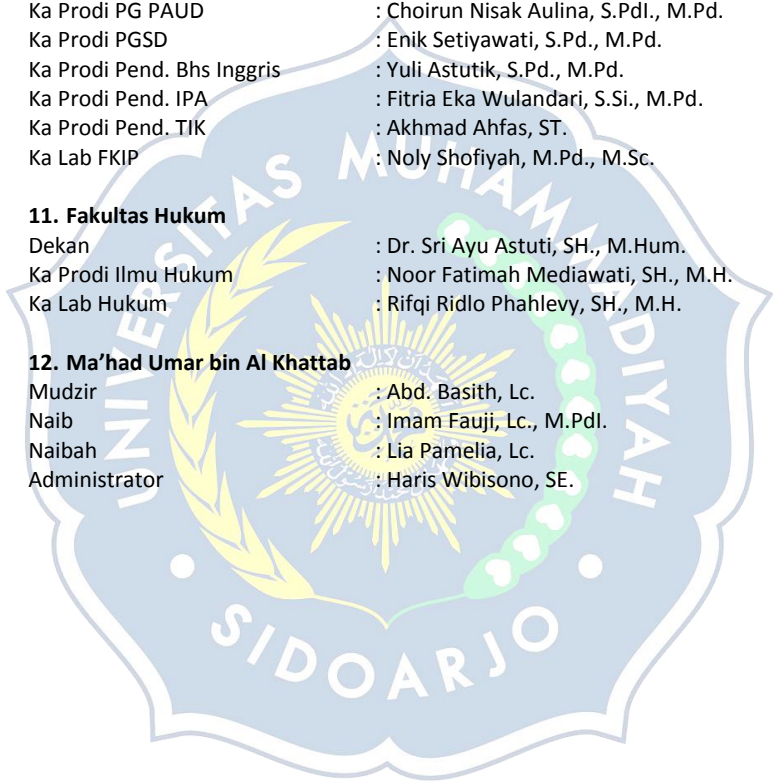 Ka Prodi PG PAUD : Choirun Nisak Aulina, S.PdI., M.Pd.
Ka Prodi PGSD : Enik Setiyawati, S.Pd., M.Pd.
Ka Prodi Pend. Bhs Inggris : Yuli Astutik, S.Pd., M.Pd.
Ka Prodi Pend. IPA : Fitria Eka Wulandari, S.Si., M.Pd.
Ka Prodi Pend. TIK : Akhmad Ahfas, ST.
Ka Lab FKIP : Noly Shofiyah, M.Pd., M.Sc.
11. Fakultas Hukum
Dekan : Dr. Sri Ayu Astuti, SH., M.Hum.
Ka Prodi Ilmu Hukum : Noor Fatimah Mediawati, SH., M.H.
Ka Lab Hukum : Rifqi Ridlo Phahlevy, SH., M.H.
12. Ma’had Umar bin Al Khattab
Mudzir : Abd. Basith, Lc.
Naib : Imam Fauji, Lc., M.PdI.
Naibah : Lia Pamelia, Lc.
Administrator : Haris Wibisono, SE.
UNIVERSITAS MUHAMMADIYAH
SIDOARJO